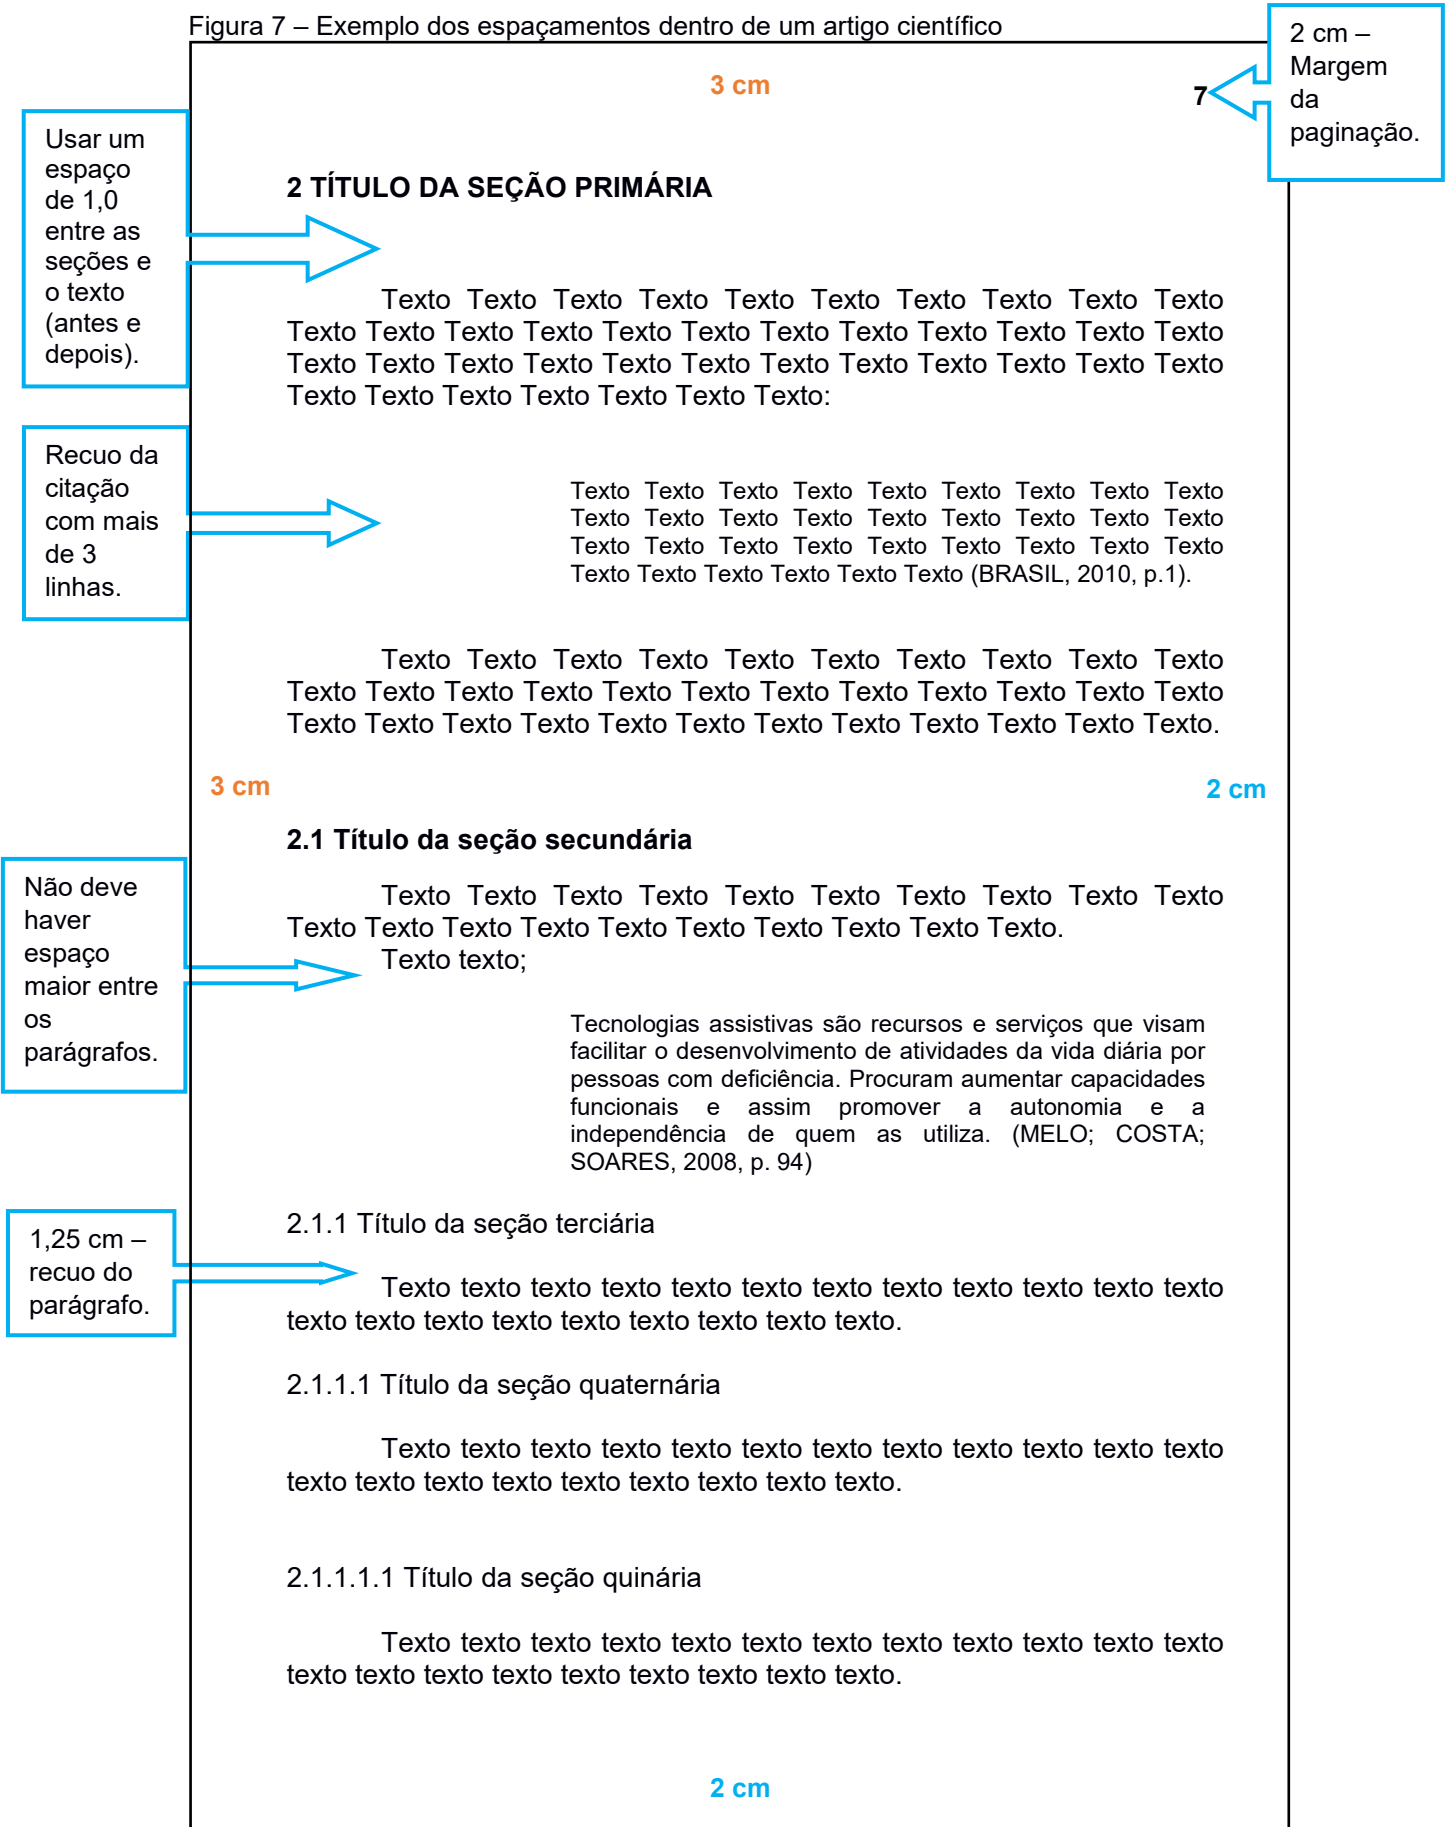 Figura 7 – Exemplo dos espaçamentos dentro de um artigo científico
2 cm –
Margem
da
paginação.
3 cm
7
Usar um
espaço
de 1,0
entre as
seções e
o texto
(antes e
depois).
2 TÍTULO DA SEÇÃO PRIMÁRIA
Texto Texto Texto Texto Texto Texto Texto Texto Texto Texto
Texto Texto Texto Texto Texto Texto Texto Texto Texto Texto Texto Texto
Texto Texto Texto Texto Texto Texto Texto Texto Texto Texto Texto Texto
Texto Texto Texto Texto Texto Texto Texto:
Recuo da
citação
com mais
de 3
linhas.
Texto Texto Texto Texto Texto Texto Texto Texto Texto
Texto Texto Texto Texto Texto Texto Texto Texto Texto
Texto Texto Texto Texto Texto Texto Texto Texto Texto
Texto Texto Texto Texto Texto Texto (BRASIL, 2010, p.1).
Texto Texto Texto Texto Texto Texto Texto Texto Texto Texto
Texto Texto Texto Texto Texto Texto Texto Texto Texto Texto Texto Texto
Texto Texto Texto Texto Texto Texto Texto Texto Texto Texto Texto Texto.
3 cm
2 cm
2.1 Título da seção secundária
Não deve
haver
espaço
maior entre
os
parágrafos.
Texto Texto Texto Texto Texto Texto Texto Texto Texto Texto
Texto Texto Texto Texto Texto Texto Texto Texto Texto Texto.
Texto texto;
Tecnologias assistivas são recursos e serviços que visam
facilitar o desenvolvimento de atividades da vida diária por
pessoas com deficiência. Procuram aumentar capacidades
funcionais e assim promover a autonomia e a
independência de quem as utiliza. (MELO; COSTA;
SOARES, 2008, p. 94)
2.1.1 Título da seção terciária
1,25 cm –
recuo do
parágrafo.
Texto texto texto texto texto texto texto texto texto texto texto texto
texto texto texto texto texto texto texto texto texto.
2.1.1.1 Título da seção quaternária
Texto texto texto texto texto texto texto texto texto texto texto texto
texto texto texto texto texto texto texto texto texto.
2.1.1.1.1 Título da seção quinária
Texto texto texto texto texto texto texto texto texto texto texto texto
texto texto texto texto texto texto texto texto texto.
2 cm